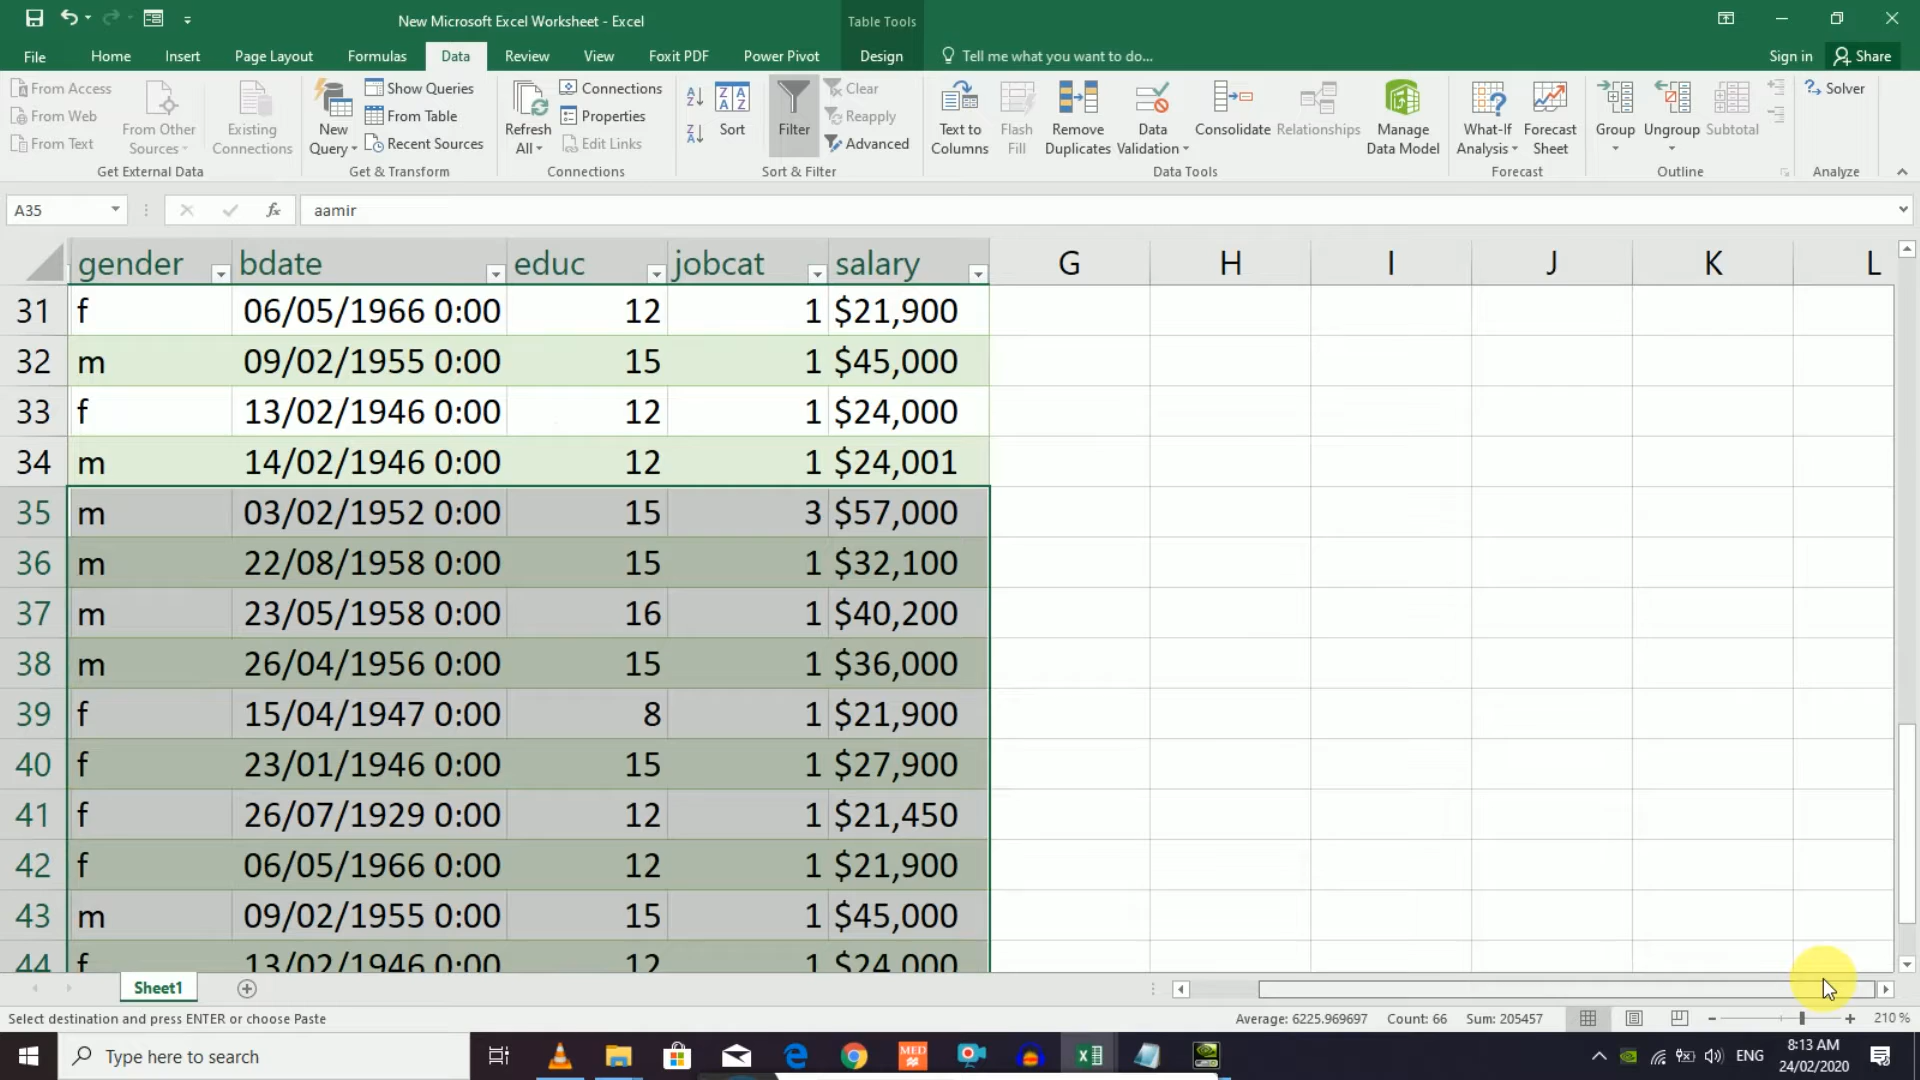 New Microsoft Excel Worksheet - Excel
Table Tools
File Home Insert Page Layout Formulas Data Review View Foxit PDF Power Pivot Design Tell me what you want to do... Sign in Share
From Access
From Web
From Text
From Other Sources
Existing Connections
Get External Data
New Query
Show Queries
From Table
Recent Sources
Get & Transform
Refresh All
Connections
Properties
Edit Links
Connections
Sort
Filter
Clear
Reapply
Advanced
Sort & Filter
Text to Columns
Flash Fill
Remove Duplicates
Data Validation
Consolidate
Relationships
Manage Data Model
Data Tools
What-If Analysis
Forecast Sheet
Forecast
Group
Ungroup
Subtotal
Outline
Solver
Analyze
A35 fx aamir
gender bdate educ jobcat salary G H I J K L
31 f 06/05/1966 0:00 12 1 $21,900
32 m 09/02/1955 0:00 15 1 $45,000
33 f 13/02/1946 0:00 12 1 $24,000
34 m 14/02/1946 0:00 12 1 $24,001
35 m 03/02/1952 0:00 15 3 $57,000
36 m 22/08/1958 0:00 15 1 $32,100
37 m 23/05/1958 0:00 16 1 $40,200
38 m 26/04/1956 0:00 15 1 $36,000
39 f 15/04/1947 0:00 8 1 $21,900
40 f 23/01/1946 0:00 15 1 $27,900
41 f 26/07/1929 0:00 12 1 $21,450
42 f 06/05/1966 0:00 12 1 $21,900
43 m 09/02/1955 0:00 15 1 $45,000
44 f 13/02/1946 0:00 12 1 $24,000
Sheet1
Select destination and press ENTER or choose Paste Average: 6225.969697 Count: 66 Sum: 205457 210 %
Type here to search MED ENG 8:13 AM
24/02/2020